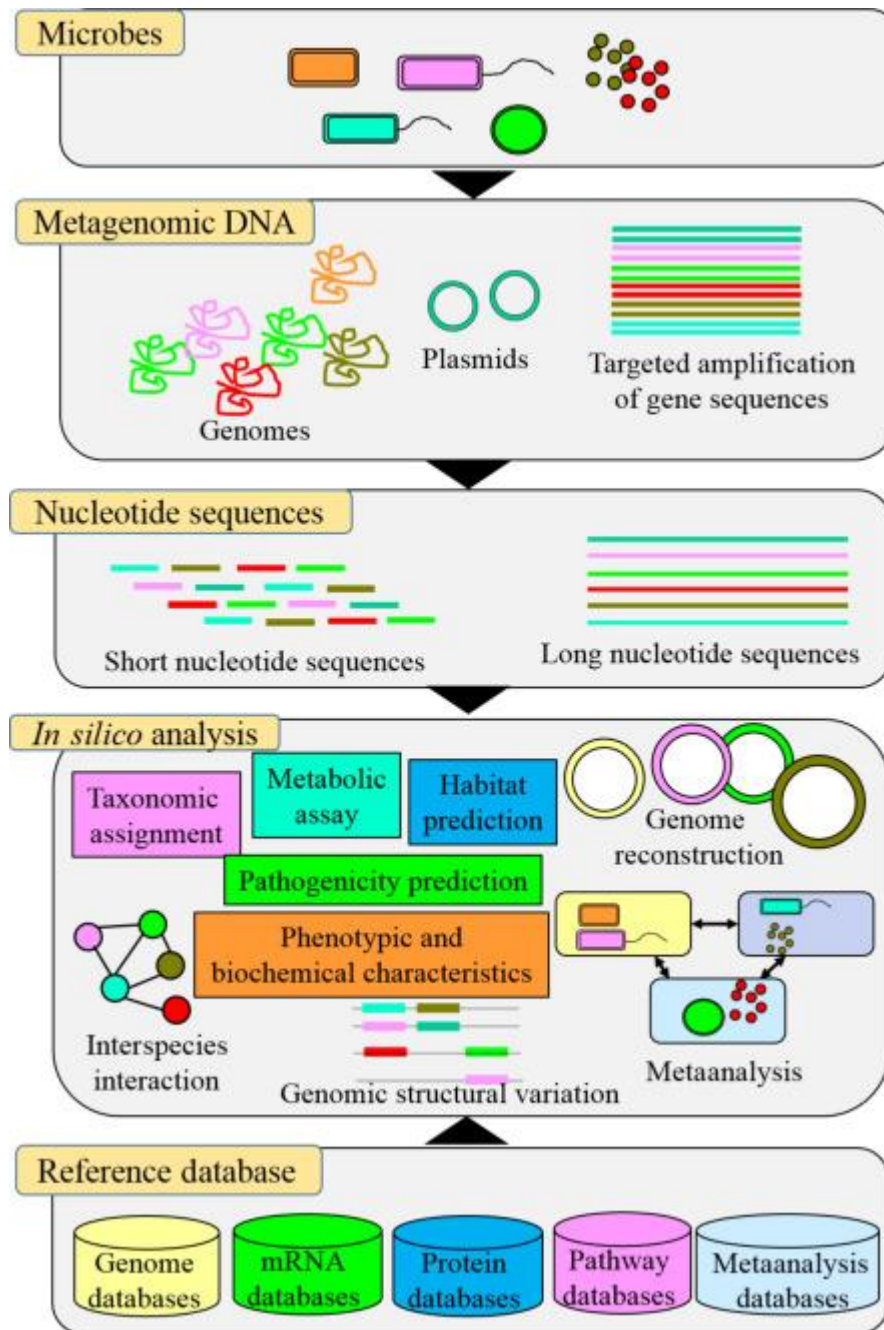 Microbes
Metagenomic DNA
Genomes
Plasmids
Targeted amplification
of gene sequences
Nucleotide sequences
Short nucleotide sequences
Long nucleotide sequences
In silico analysis
Taxonomic
assignment
Metabolic
assay
Habitat
prediction
Genome
reconstruction
Pathogenicity prediction
Phenotypic and
biochemical characteristics
Interspecies
interaction
Genomic structural variation
Metaanalysis
Reference database
Genome
databases
mRNA
databases
Protein
databases
Pathway
databases
Metaanalysis
databases